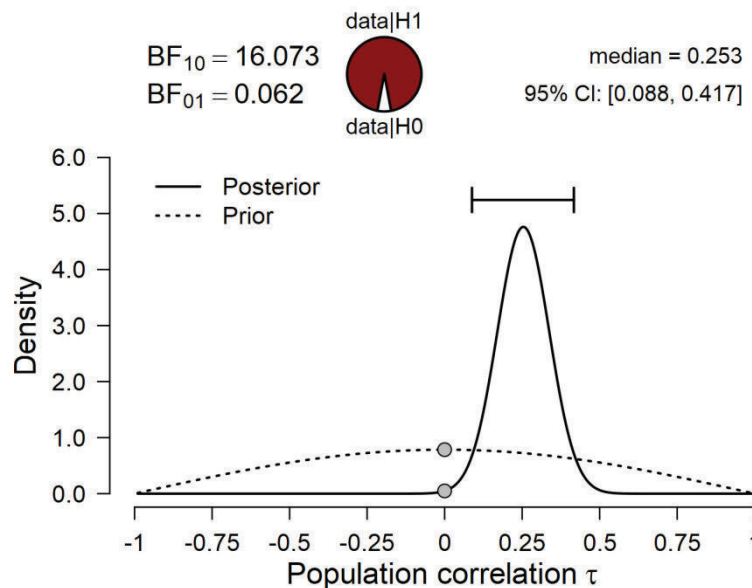 data|H1
BF10 = 16.073
BF01 = 0.062
median = 0.253
95% CI: [0.088, 0.417]
data|H0
Posterior
Prior
6.0
5.0
4.0
3.0
2.0
1.0
0.0
Density
-1 -0.75 -0.5 -0.25 0 0.25 0.5 0.75 1
Population correlation τ